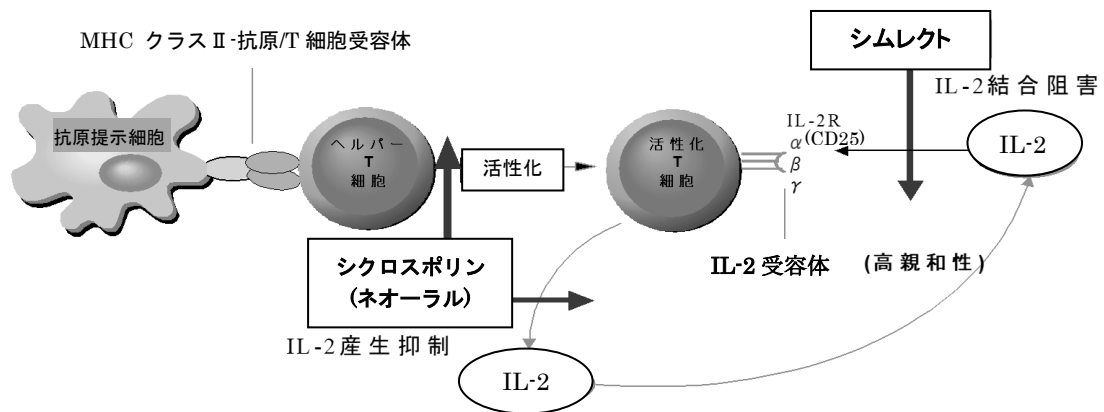 MHC クラスⅡ-抗原/T 細胞受容体
シムレクト
IL-2結合阻害
抗原提示細胞
ヘルパー
T
細胞
活性化
活性化
T
細胞
IL-2R
α(CD25)
β
γ
IL-2
シクロスポリン
(ネオーラル)
IL-2 受容体
(高親和性)
IL-2産生抑制
IL-2